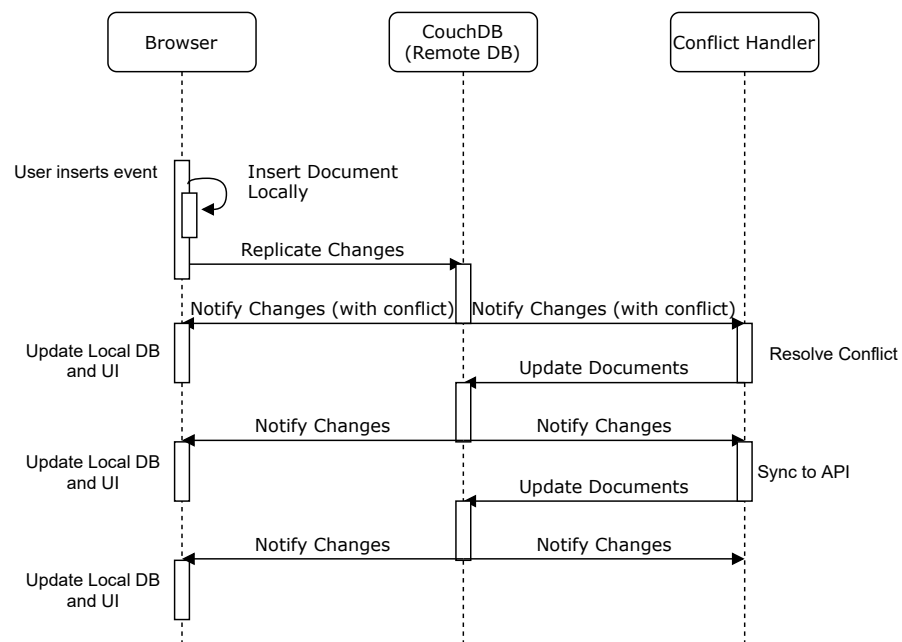 Browser
CouchDB
(Remote DB)
Conflict Handler
User inserts event
Insert Document
Locally
Replicate Changes
Notify Changes (with conflict)
Notify Changes (with conflict)
Update Local DB
and UI
Resolve Conflict
Update Documents
Notify Changes
Notify Changes
Update Local DB
and UI
Sync to API
Update Documents
Notify Changes
Notify Changes
Update Local DB
and UI